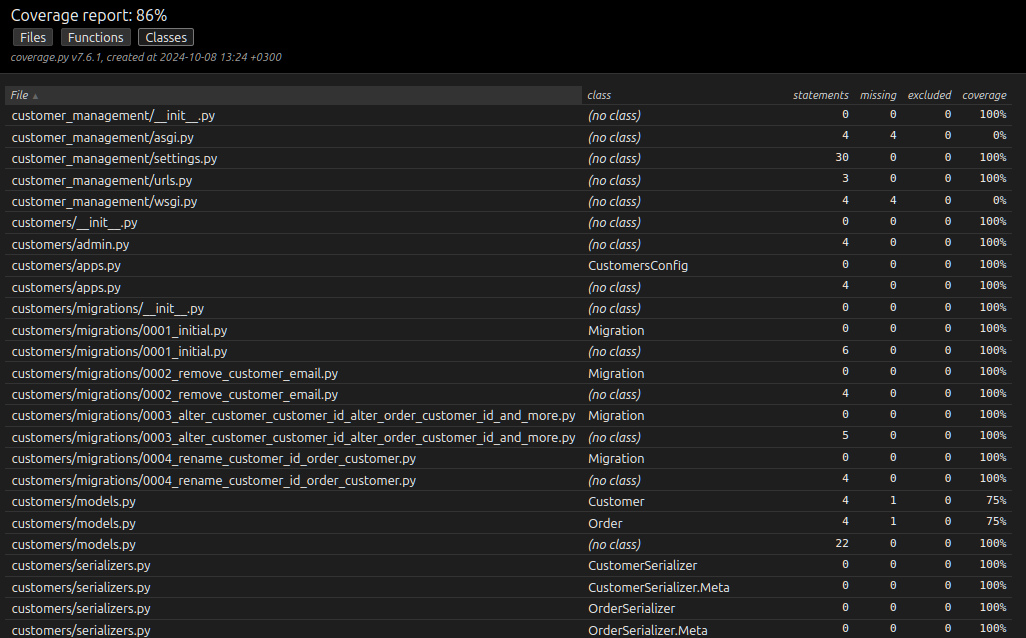 Coverage report: 86%
Files Functions Classes
coverage.py v7.6.1, created at 2024-10-08 13:24 +0300
File ▲ class statements missing excluded coverage
customer_management/__init__.py (no class) 0 0 0 100%
customer_management/asgi.py (no class) 4 4 0 0%
customer_management/settings.py (no class) 30 0 0 100%
customer_management/urls.py (no class) 3 0 0 100%
customer_management/wsgi.py (no class) 4 4 0 0%
customers/__init__.py (no class) 0 0 0 100%
customers/admin.py (no class) 4 0 0 100%
customers/apps.py CustomersConfig 0 0 0 100%
customers/apps.py (no class) 4 0 0 100%
customers/migrations/__init__.py (no class) 0 0 0 100%
customers/migrations/0001_initial.py Migration 0 0 0 100%
customers/migrations/0001_initial.py (no class) 6 0 0 100%
customers/migrations/0002_remove_customer_email.py Migration 0 0 0 100%
customers/migrations/0002_remove_customer_email.py (no class) 4 0 0 100%
customers/migrations/0003_alter_customer_customer_id_alter_order_customer_id_and_more.py Migration 0 0 0 100%
customers/migrations/0003_alter_customer_customer_id_alter_order_customer_id_and_more.py (no class) 5 0 0 100%
customers/migrations/0004_rename_customer_id_order_customer.py Migration 0 0 0 100%
customers/migrations/0004_rename_customer_id_order_customer.py (no class) 4 0 0 100%
customers/models.py Customer 4 1 0 75%
customers/models.py Order 4 1 0 75%
customers/models.py (no class) 22 0 0 100%
customers/serializers.py CustomerSerializer 0 0 0 100%
customers/serializers.py CustomerSerializer.Meta 0 0 0 100%
customers/serializers.py OrderSerializer 0 0 0 100%
customers/serializers.py OrderSerializer.Meta 0 0 0 100%